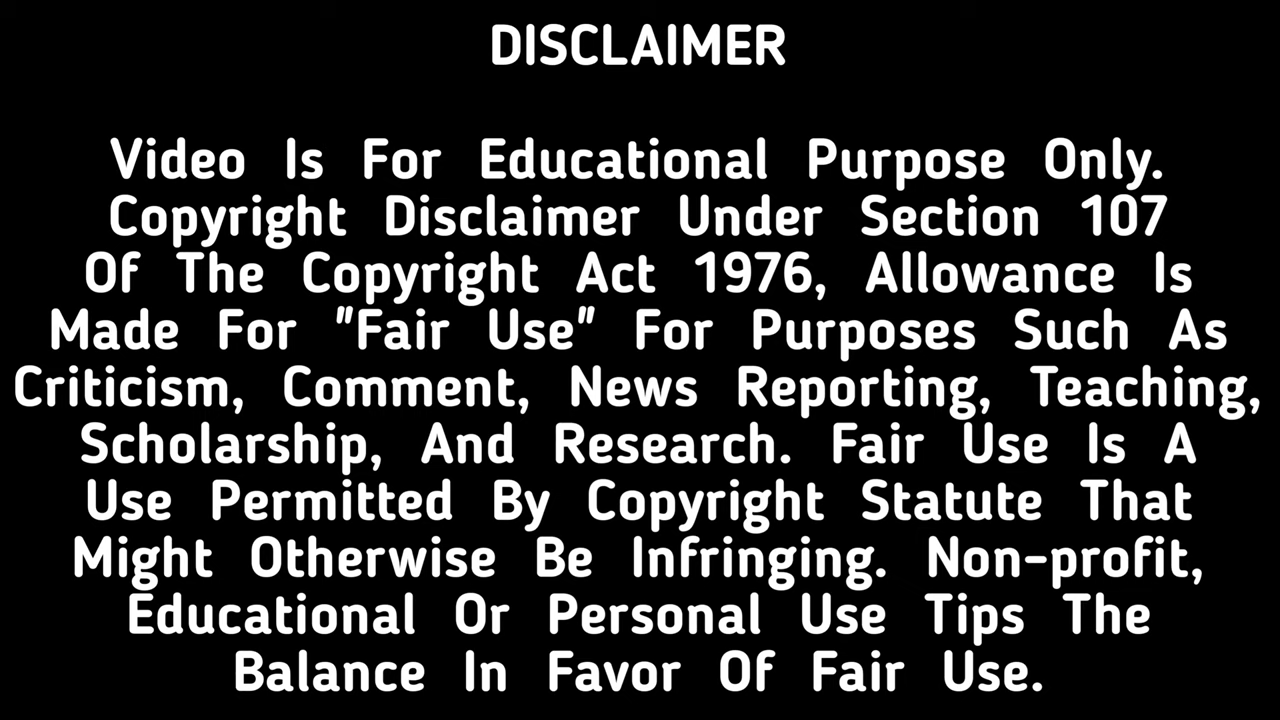 DISCLAIMER
Video Is For Educational Purpose Only.
Copyright Disclaimer Under Section 107
Of The Copyright Act 1976, Allowance Is
Made For "Fair Use" For Purposes Such As
Criticism, Comment, News Reporting, Teaching,
Scholarship, And Research. Fair Use Is A
Use Permitted By Copyright Statute That
Might Otherwise Be Infringing. Non-profit,
Educational Or Personal Use Tips The
Balance In Favor Of Fair Use.